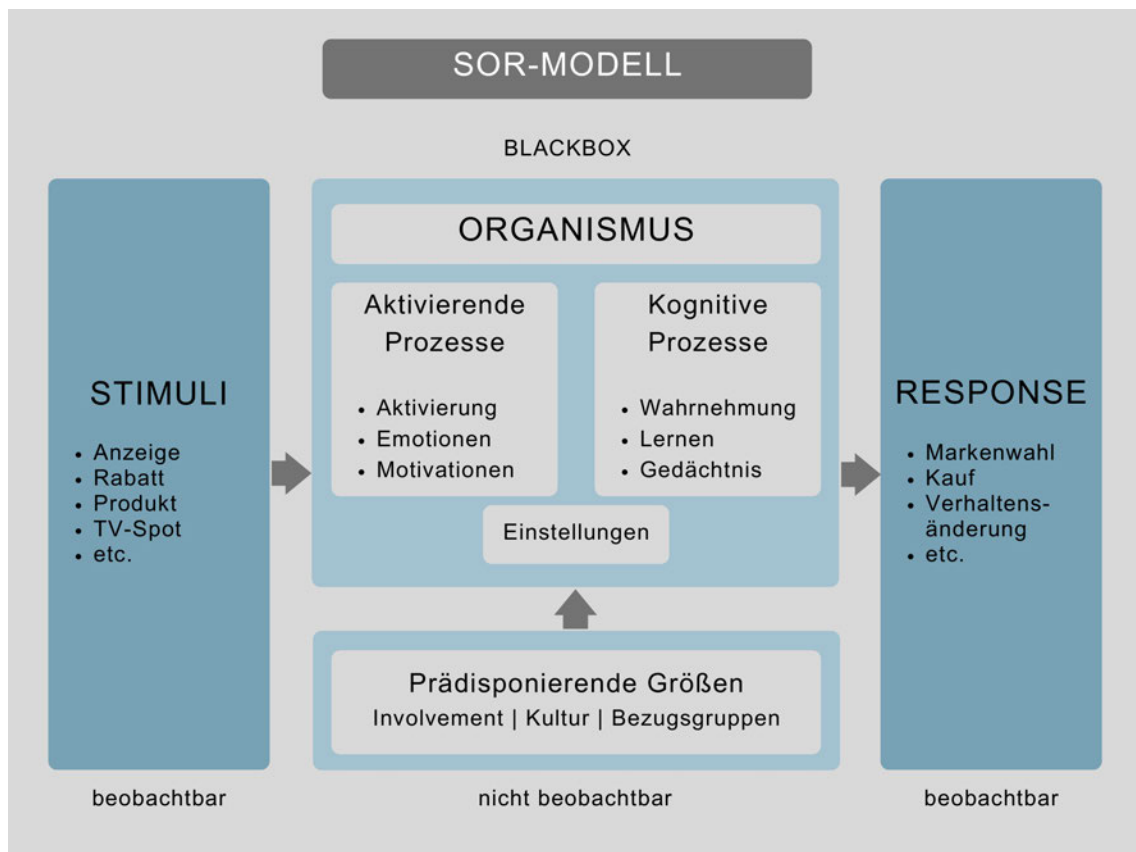 SOR-MODELL
BLACKBOX
STIMULI
• Anzeige
• Rabatt
• Produkt
• TV-Spot
• etc.
ORGANISMUS
Aktivierende
Prozesse
• Aktivierung
• Emotionen
• Motivationen
Kognitive
Prozesse
• Wahrnehmung
• Lernen
• Gedächtnis
Einstellungen
Prädisponierende Größen
Involvement | Kultur | Bezugsgruppen
RESPONSE
• Markenwahl
• Kauf
• Verhaltens-
änderung
• etc.
beobachtbar
nicht beobachtbar
beobachtbar